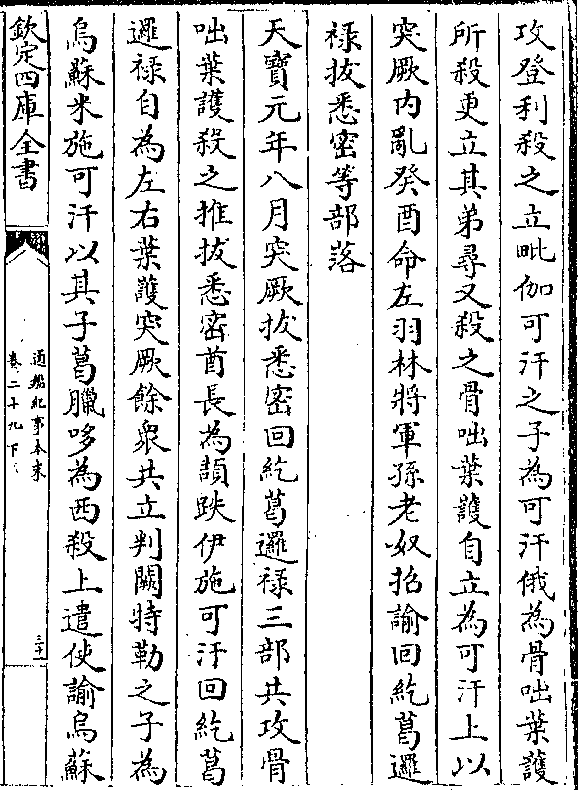 攻登利殺之立毗伽可汗之子為可汗俄為骨咄葉護
所殺更立其弟尋又殺之骨咄葉護自立為可汗上以
突厥内亂癸酉命左羽林將軍孫老奴招諭回紇葛邏
禄拔悉密等部落
天寶元年八月突厥拔悉密回紇葛邏禄三部共攻骨
咄葉護殺之推拔悉密酋長為頡跌伊施可汗回紇葛
邏禄自為左右葉護突厥餘衆共立判闕特勒之子為
烏蘇米施可汗以其子葛臘哆為西殺上遣使諭烏蘇
欽定四庫全書
通鑑紀事本末
卷二十九下
三十一